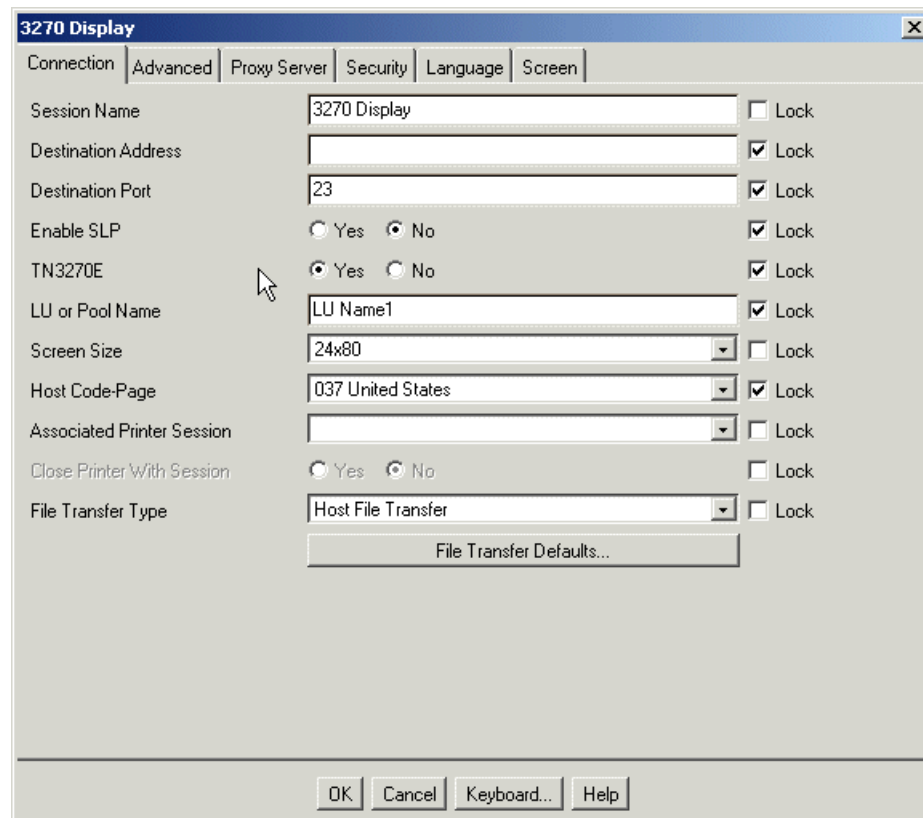 3270 Display
Connection Advanced Proxy Server Security Language Screen
Session Name 3270 Display Lock
Destination Address Lock
Destination Port 23 Lock
Enable SLP Yes No Lock
TN3270E Yes No Lock
LU or Pool Name LU Name1 Lock
Screen Size 24x80 Lock
Host Code-Page 037 United States Lock
Associated Printer Session Lock
Close Printer With Session Yes No Lock
File Transfer Type Host File Transfer Lock
File Transfer Defaults...
OK Cancel Keyboard... Help